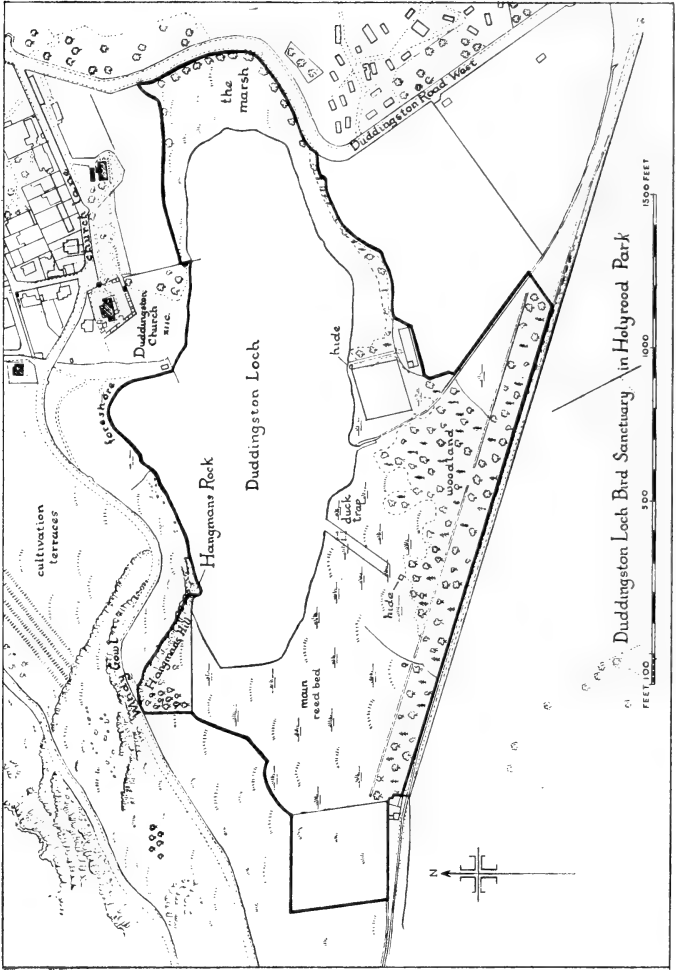 the
marsh
Duddingston Road West
Church Lane
Duddingston
Church
XIIC.
foreshore
cultivation
terraces
Windy Gowl
Hangmans Hill
Hangmans Rock
Duddingston Loch
hide
woodland
duck
trap
hide
main
reed bed
N
Duddingston Loch Bird Sanctuary in Holyrood Park
FEET 100
500
1000
1500 FEET